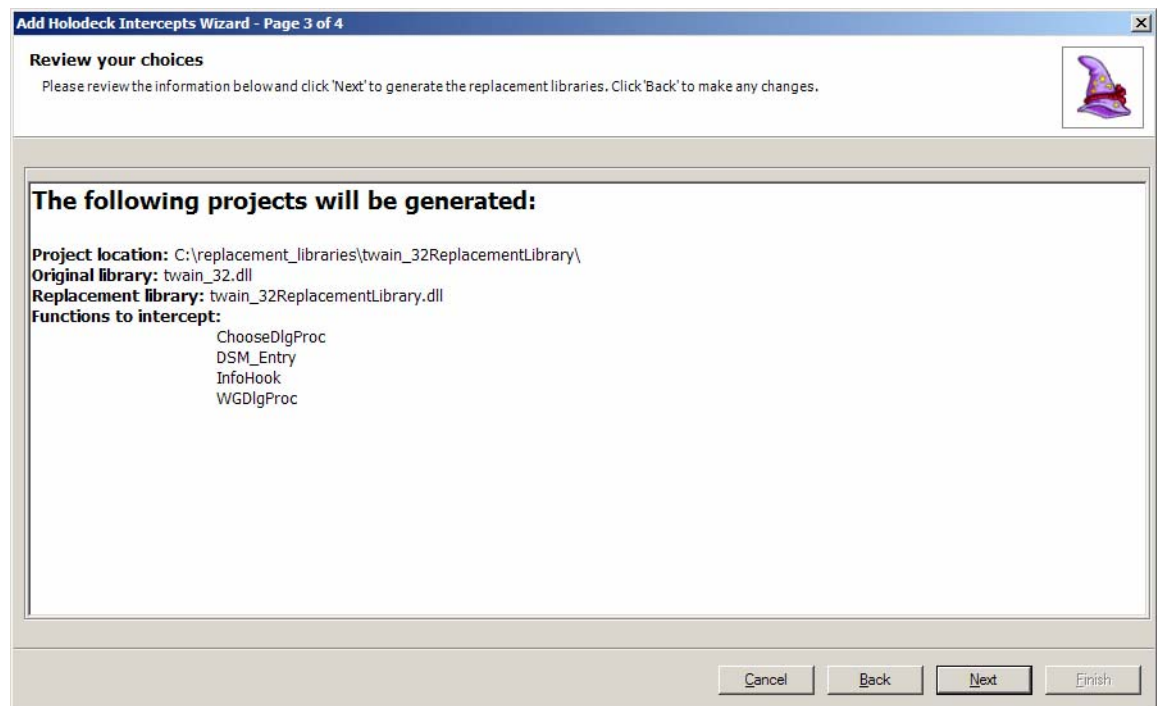 Add Holodeck Intercepts Wizard - Page 3 of 4
Review your choices
Please review the information below and click 'Next' to generate the replacement libraries. Click 'Back' to make any changes.
The following projects will be generated:
Project location: C:\replacement_libraries\twain_32ReplacementLibrary\
Original library: twain_32.dll
Replacement library: twain_32ReplacementLibrary.dll
Functions to intercept:
ChooseDlgProc
DSM_Entry
InfoHook
WGDlgProc
Cancel Back Next Finish